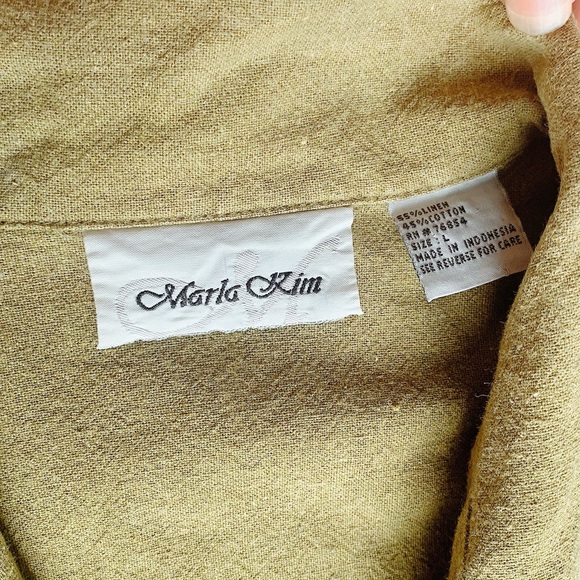 Marla Kim
55% LINEN
45% COTTON
RN # 76854
SIZE : L
MADE IN INDONESIA
SEE REVERSE FOR CARE